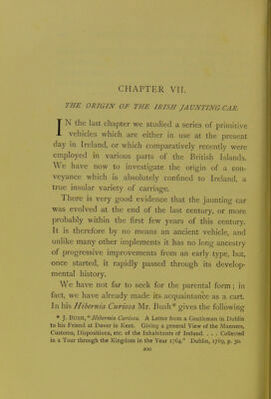 CHAPTER VII.
THE ORIGIN OF THE IRISH JAUNTING-CAR.
IN the last chapter we studied a series of primitive
vehicles which are either in use at the present
day in Ireland, or which comparatively recently were
employed in various parts of the British Islands.
We have now to investigate the origin of a con-
veyance which is absolutely confined to Ireland, a
true insular variety of carriage.
There is very good evidence that the jaunting car
was evolved at the end of the last century, or more
probably within the first few years of this century.
It is therefore by no means an ancient vehicle, and
unlike many other implements it has no long ancestry
of progressive improvements from an early type, but,
once started, it rapidly passed through its develop-
mental history.
We have not far to seek for the parental form; in
fact, we have already made its acquaintance as a cart.
In his Hibernia Curiosa Mr. Bush* gives the following
* J. BUSH, "Hibernia Curiosa. A Letter from a Gentleman in Dublin
to his Friend at Dover in Kent. Giving a general View of the Manners,
Customs, Dispositions, etc. of the Inhabitants of Ireland. . . . Collected
in a Tour through the Kingdom in the Year 1764." Dublin, 1769, p. 30.
200